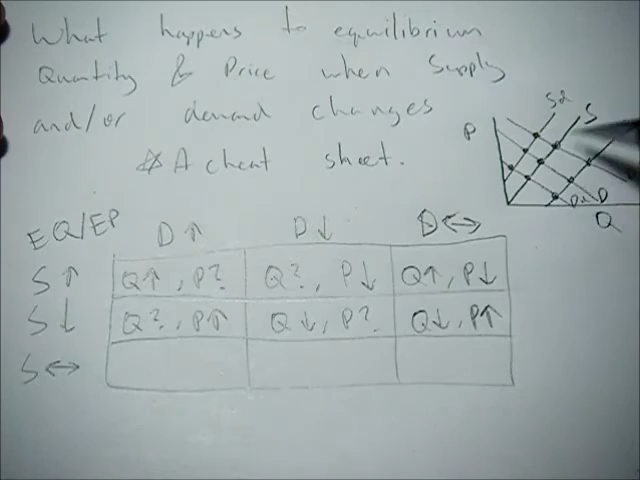 What happens to equilibrium
Quantity & Price when Supply
and/or demand changes
☆ A cheat sheet.
P
S2
S
D
Q
EQ/EP D↑ D↓ D↔
S↑ Q↑, P? Q?, P↓ Q↑, P↓
S↓ Q?, P↑ Q↓, P? Q↓, P↑
S↔